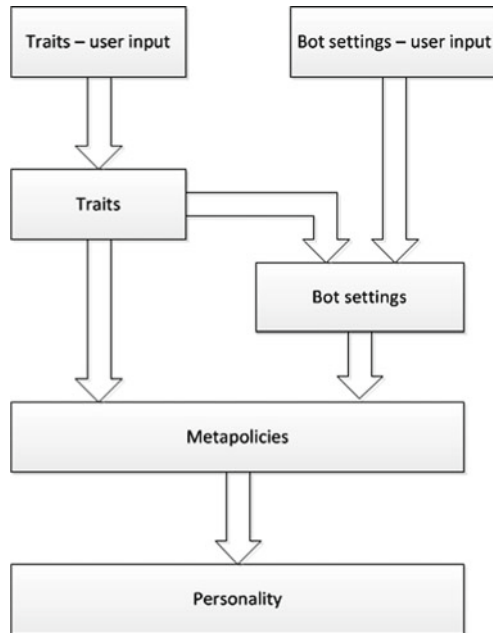 Traits – user input
Bot settings – user input
Traits
Bot settings
Metapolicies
Personality